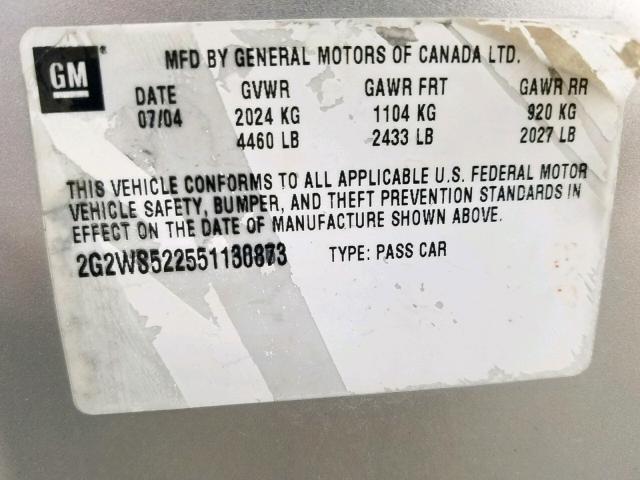 GM
®
MFD BY GENERAL MOTORS OF CANADA LTD.
DATE GVWR GAWR FRT GAWR RR
07/04 2024 KG 1104 KG 920 KG
4460 LB 2433 LB 2027 LB
THIS VEHICLE CONFORMS TO ALL APPLICABLE U.S. FEDERAL MOTOR
VEHICLE SAFETY, BUMPER, AND THEFT PREVENTION STANDARDS IN
EFFECT ON THE DATE OF MANUFACTURE SHOWN ABOVE.
2G2WS522551130873 TYPE: PASS CAR